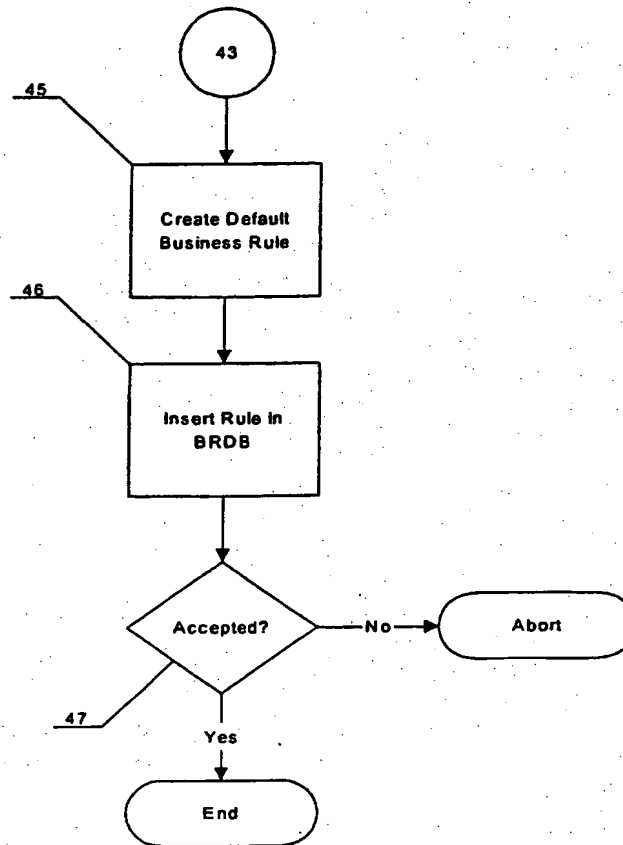 43
45
Create Default
Business Rule
46
Insert Rule in
BRDB
Accepted?
No
Abort
47
Yes
End